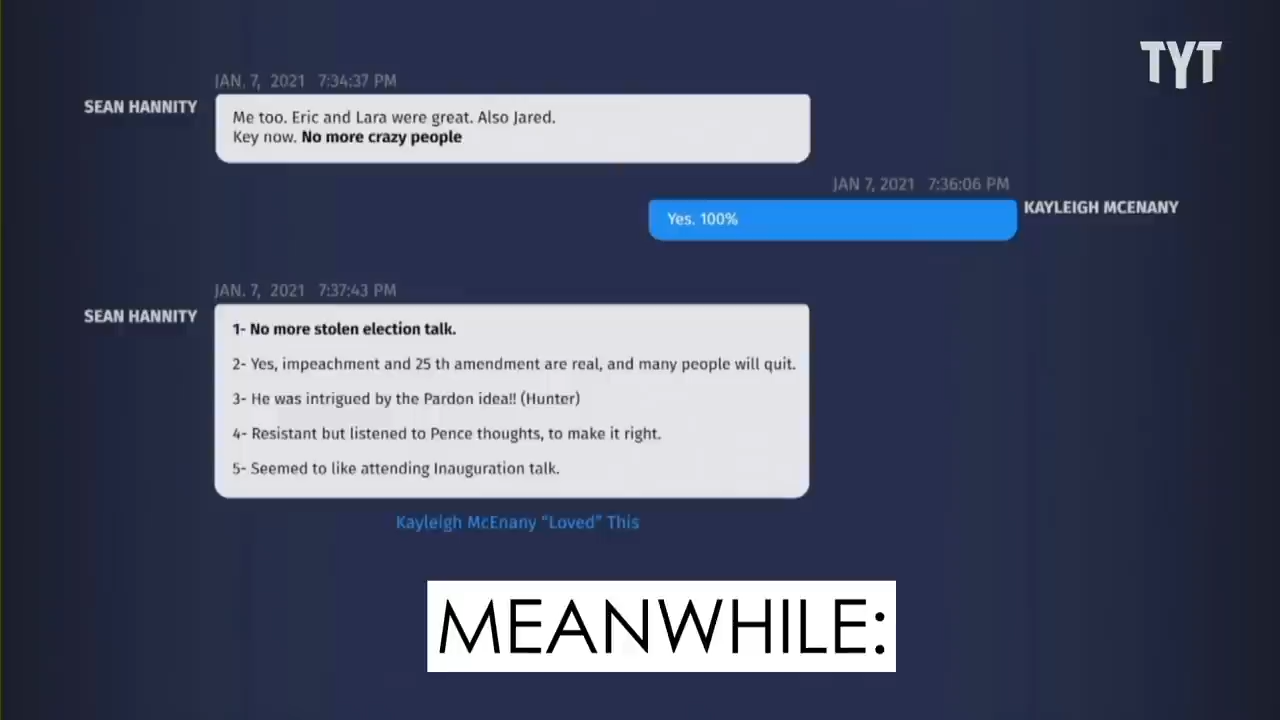 TYT
JAN. 7, 2021 7:34:37 PM
SEAN HANNITY
Me too. Eric and Lara were great. Also Jared.
Key now. No more crazy people
JAN 7, 2021 7:36:06 PM
Yes. 100%
KAYLEIGH MCENANY
JAN. 7, 2021 7:37:43 PM
SEAN HANNITY
1- No more stolen election talk.
2- Yes, impeachment and 25 th amendment are real, and many people will quit.
3- He was intrigued by the Pardon idea!! (Hunter)
4- Resistant but listened to Pence thoughts, to make it right.
5- Seemed to like attending Inauguration talk.
Kayleigh McEnany “Loved” This
MEANWHILE: